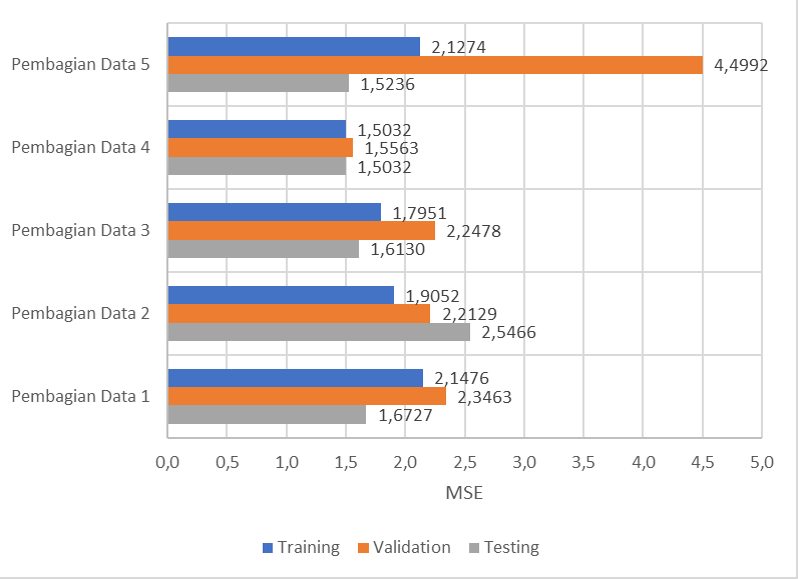 Pembagian Data 5
2,1274
4,4992
1,5236
Pembagian Data 4
1,5032
1,5563
1,5032
Pembagian Data 3
1,7951
2,2478
1,6130
Pembagian Data 2
1,9052
2,2129
2,5466
Pembagian Data 1
2,1476
2,3463
1,6727
0,0 0,5 1,0 1,5 2,0 2,5 3,0 3,5 4,0 4,5 5,0
MSE
Training Validation Testing